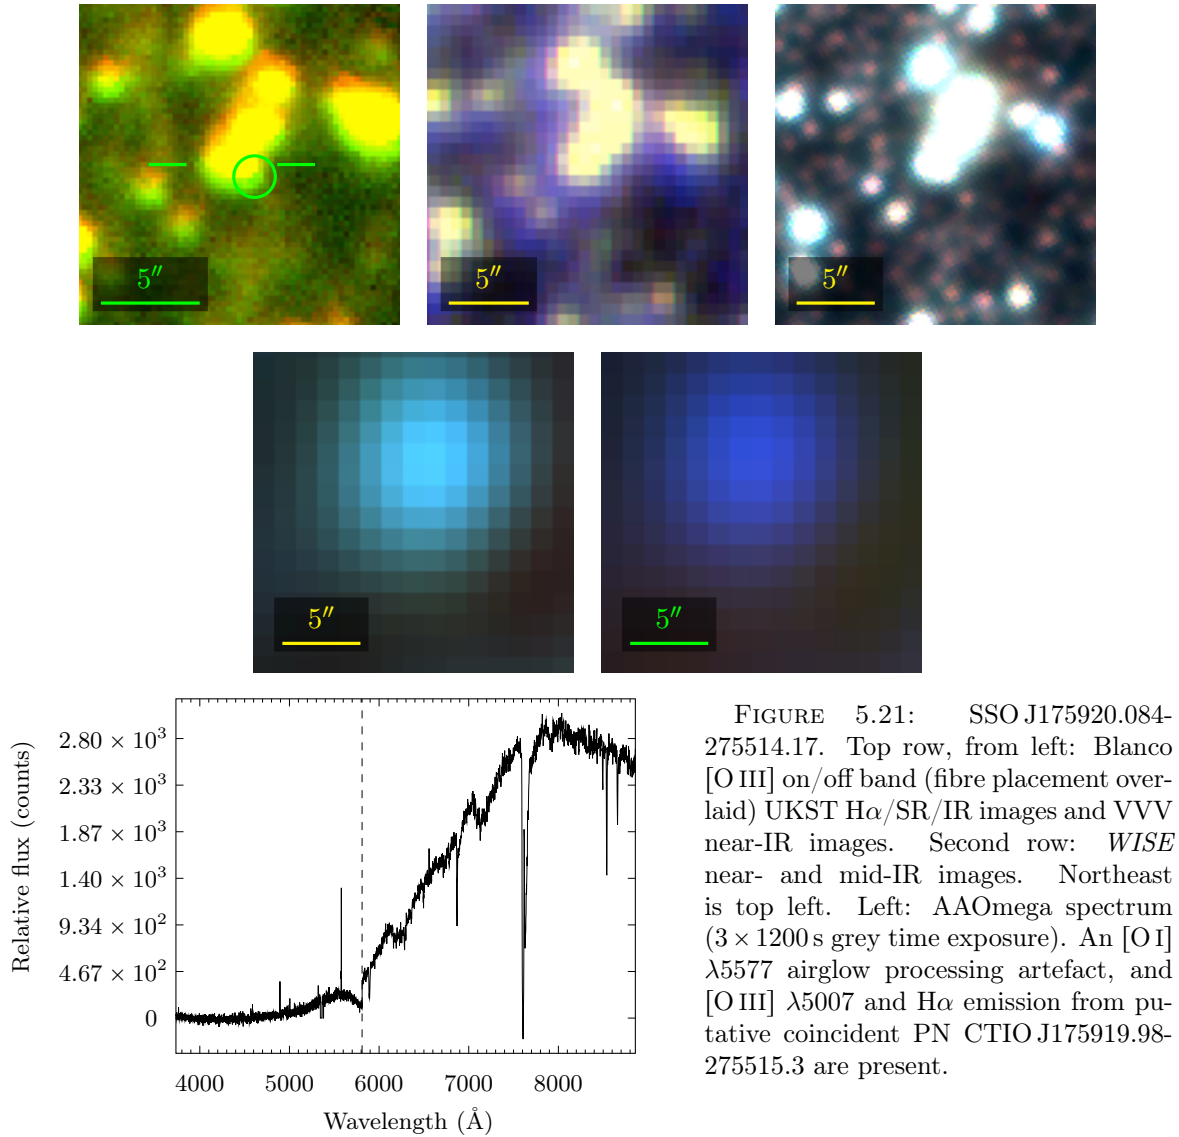 5″
5″
5″
5″
5″
Relative flux (counts)
2.80 × 10³
2.33 × 10³
1.87 × 10³
1.40 × 10³
9.34 × 10²
4.67 × 10²
0
4000 5000 6000 7000 8000
Wavelength (Å)
FIGURE 5.21: SSO J175920.084-
275514.17. Top row, from left: Blanco
[O III] on/off band (fibre placement over-
laid) UKST Hα/SR/IR images and VVV
near-IR images. Second row: WISE
near- and mid-IR images. Northeast
is top left. Left: AAOmega spectrum
(3 × 1200 s grey time exposure). An [O I]
λ5577 airglow processing artefact, and
[O III] λ5007 and Hα emission from pu-
tative coincident PN CTIO J175919.98-
275515.3 are present.